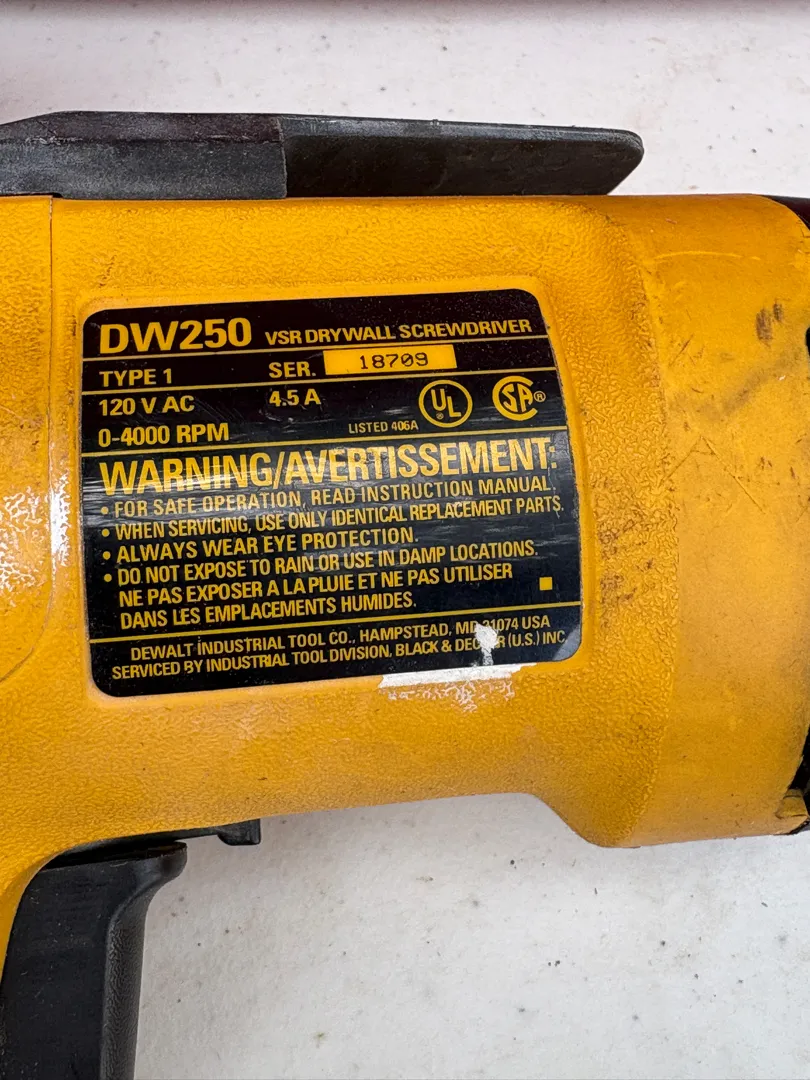 DW250 VSR DRYWALL SCREWDRIVER
TYPE 1 SER. 18709
120 V AC 4.5 A
0-4000 RPM LISTED 406A UL SA®
WARNING/AVERTISSEMENT:
• FOR SAFE OPERATION, READ INSTRUCTION MANUAL.
• WHEN SERVICING, USE ONLY IDENTICAL REPLACEMENT PARTS.
• ALWAYS WEAR EYE PROTECTION.
• DO NOT EXPOSE TO RAIN OR USE IN DAMP LOCATIONS.
NE PAS EXPOSER A LA PLUIE ET NE PAS UTILISER
DANS LES EMPLACEMENTS HUMIDES.
DEWALT INDUSTRIAL TOOL CO., HAMPSTEAD, MD 21074 USA
SERVICED BY INDUSTRIAL TOOL DIVISION, BLACK & DECKER (U.S.) INC.